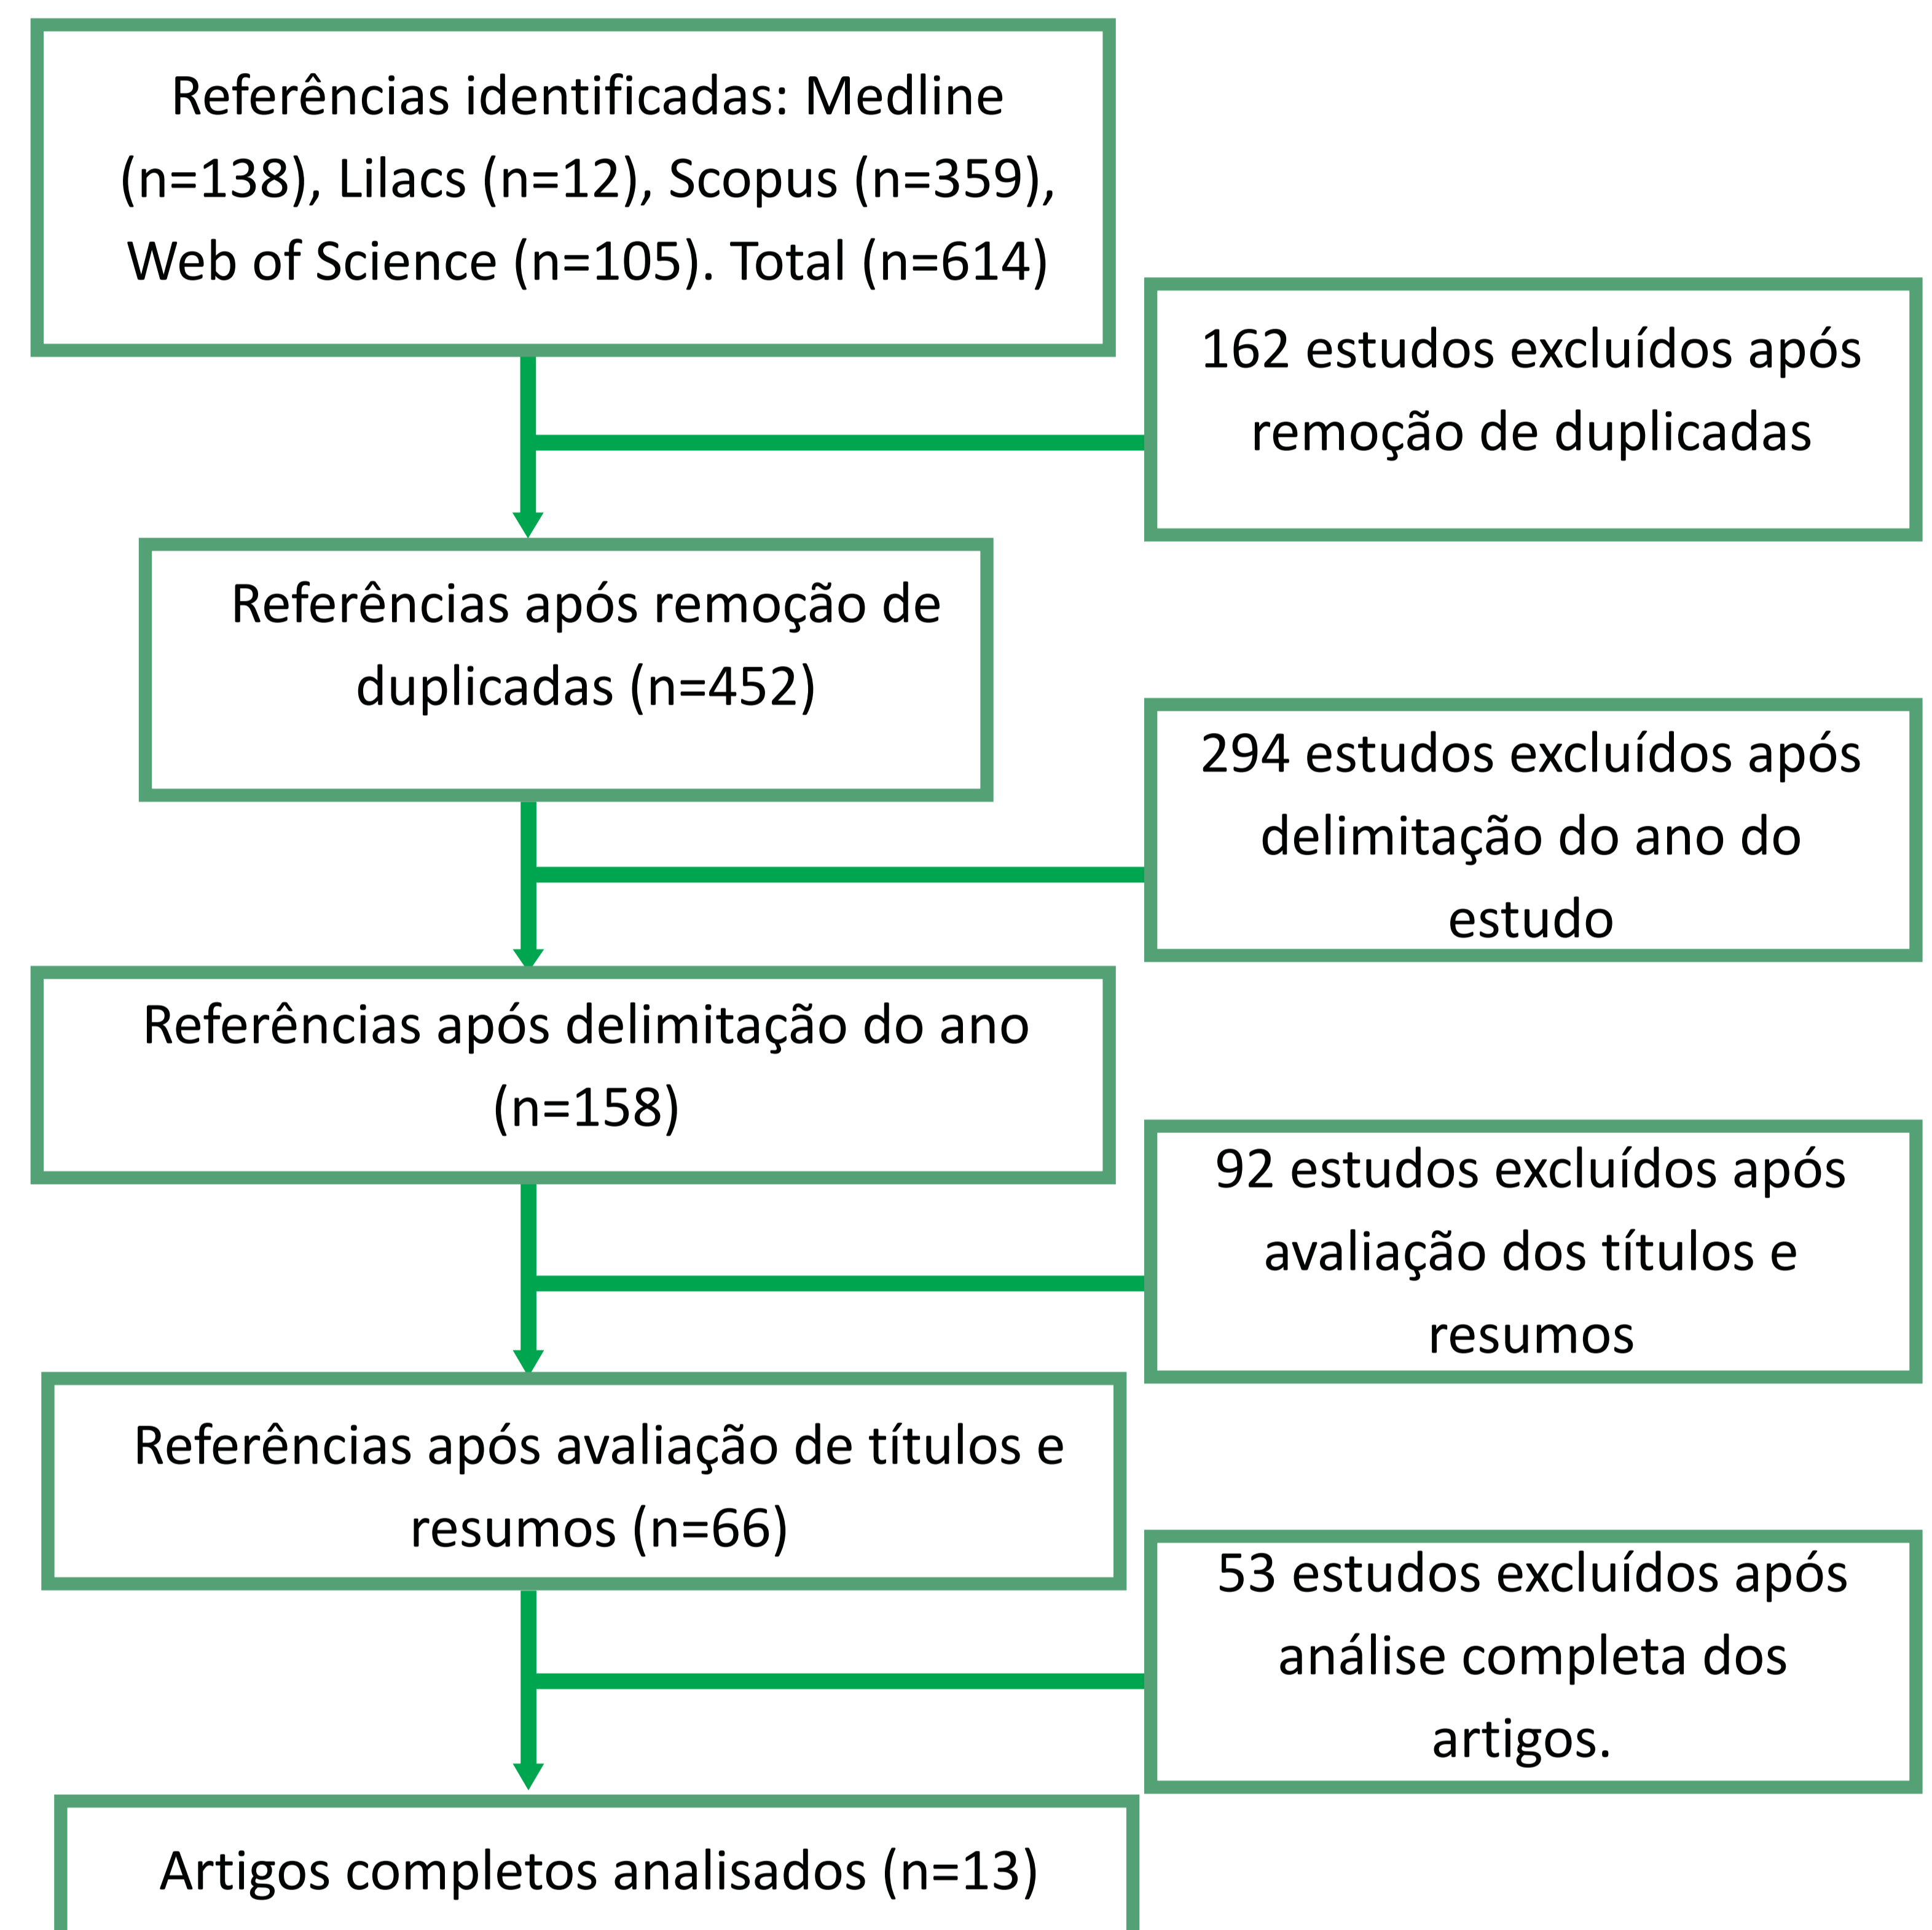 Referências identificadas: Medline
(n=138), Lilacs (n=12), Scopus (n=359),
Web of Science (n=105). Total (n=614)
162 estudos excluídos após
remoção de duplicadas
Referências após remoção de
duplicadas (n=452)
294 estudos excluídos após
delimitação do ano do
estudo
Referências após delimitação do ano
(n=158)
92 estudos excluídos após
avaliação dos títulos e
resumos
Referências após avaliação de títulos e
resumos (n=66)
53 estudos excluídos após
análise completa dos
artigos.
Artigos completos analisados (n=13)